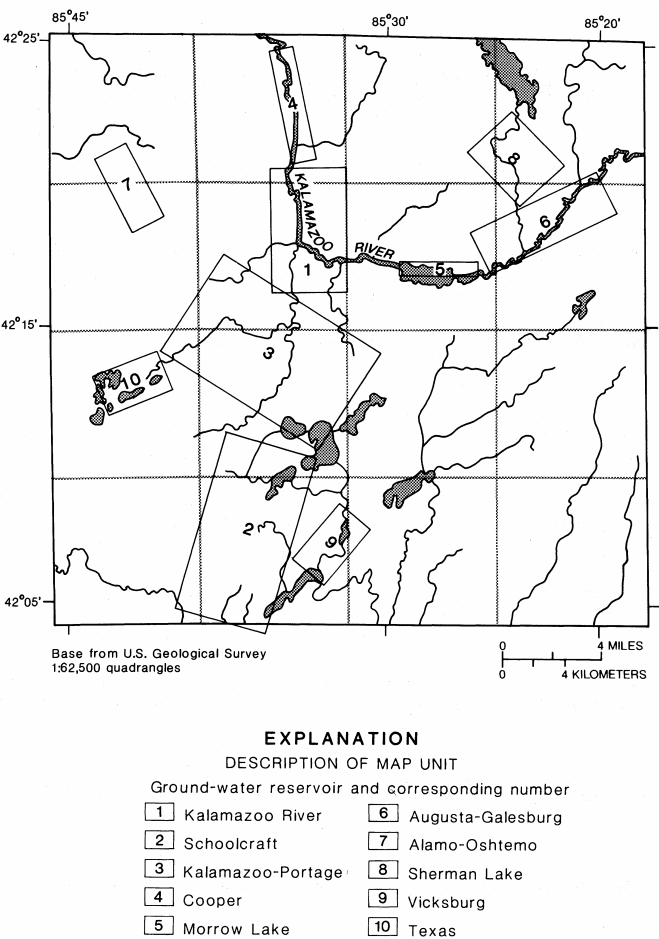 85°45' 85°30' 85°20'
42°25'
4
8
7
KALAMAZOO
6
RIVER
1
5
42°15'
3
10
2
9
42°05'
Base from U.S. Geological Survey
1:62,500 quadrangles
0 4 MILES
0 4 KILOMETERS
EXPLANATION
DESCRIPTION OF MAP UNIT
Ground-water reservoir and corresponding number
1 Kalamazoo River
2 Schoolcraft
3 Kalamazoo-Portage
4 Cooper
5 Morrow Lake
6 Augusta-Galesburg
7 Alamo-Oshtemo
8 Sherman Lake
9 Vicksburg
10 Texas